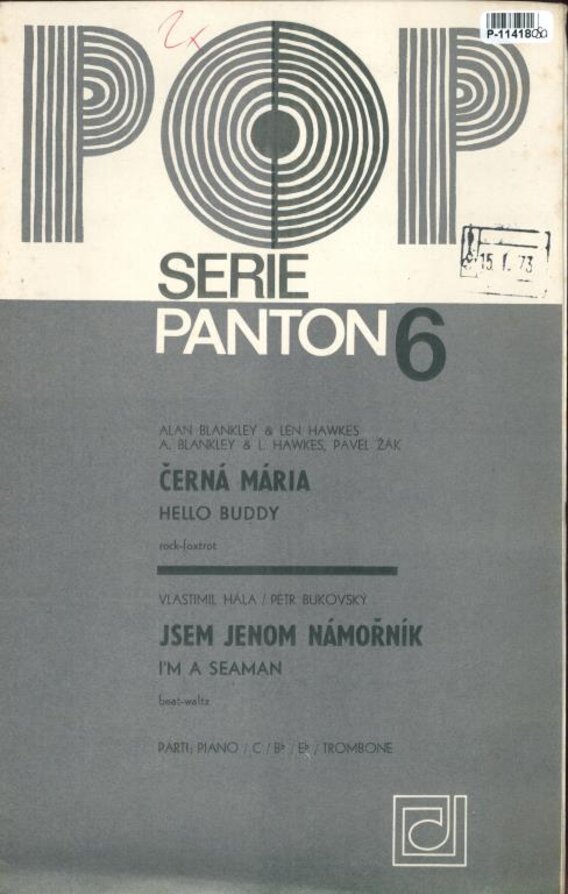 2x
P-11418
POP
15. 1. 73
SERIE
PANTON 6
ALAN BLANKLEY & LEN HAWKES
A. BLANKLEY & L. HAWKES, PAVEL ŽÁK
ČERNÁ MÁRIA
HELLO BUDDY
rock-foxtrot
VLASTIMIL HÁLA / PETR BUKOVSKÝ
JSEM JENOM NÁMOŘNÍK
I'M A SEAMAN
beat-waltz
PARTI: PIANO / C / B♭ / E♭ / TROMBONE